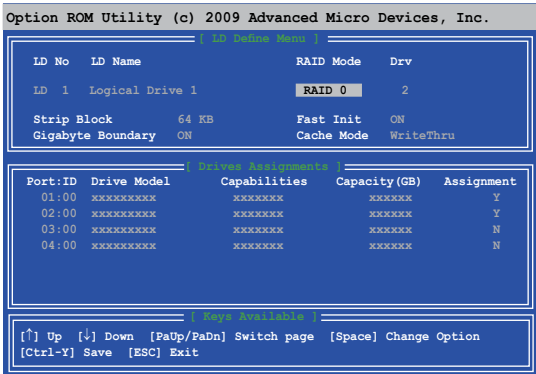 Option ROM Utility (c) 2009 Advanced Micro Devices, Inc.
[ LD Define Menu ]
LD No LD Name RAID Mode Drv
LD 1 Logical Drive 1 RAID 0 2
Strip Block 64 KB Fast Init ON
Gigabyte Boundary ON Cache Mode WriteThru
[ Drives Assignments ]
Port:ID Drive Model Capabilities Capacity(GB) Assignment
01:00 xxxxxxxxx xxxxxxx xxxxxx Y
02:00 xxxxxxxxx xxxxxxx xxxxxx Y
03:00 xxxxxxxxx xxxxxxx xxxxxx N
04:00 xxxxxxxxx xxxxxxx xxxxxx N
[ Keys Available ]
[↑] Up [↓] Down [PaUp/PaDn] Switch page [Space] Change Option
[Ctrl-Y] Save [ESC] Exit